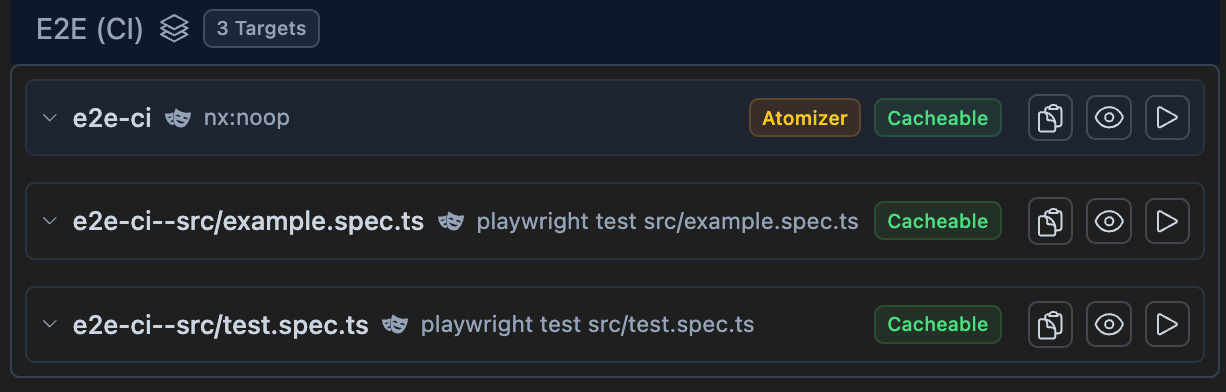 E2E (CI) 3 Targets
e2e-ci nx:noop Atomizer Cacheable
e2e-ci--src/example.spec.ts playwright test src/example.spec.ts Cacheable
e2e-ci--src/test.spec.ts playwright test src/test.spec.ts Cacheable